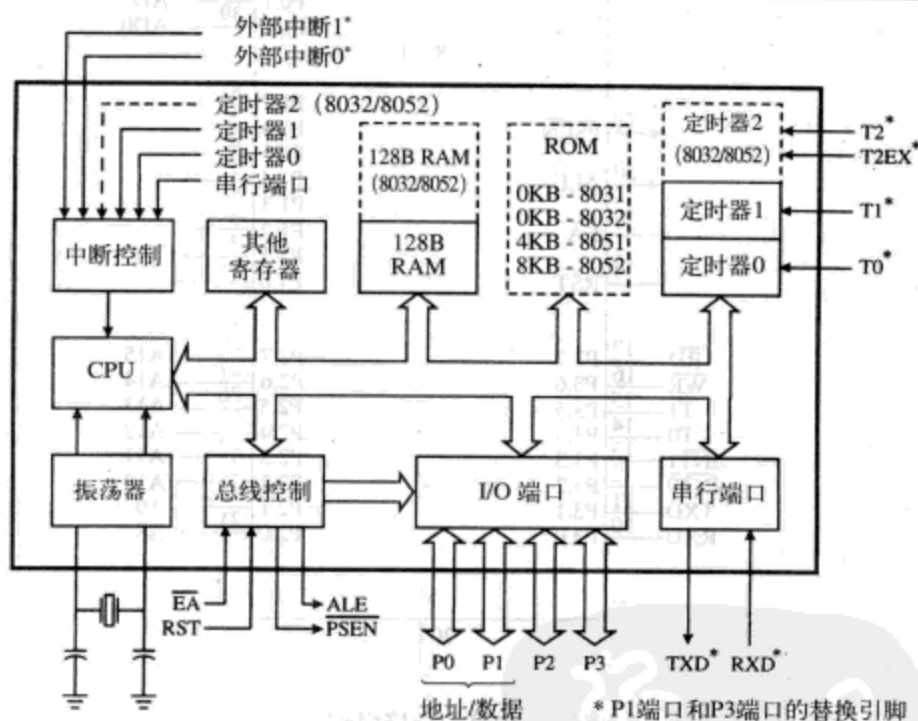 外部中断1*
外部中断0*
定时器2（8032/8052）
定时器1
定时器0
串行端口
中断控制
其他
寄存器
128B RAM
(8032/8052)
128B
RAM
ROM
0KB - 8031
0KB - 8032
4KB - 8051
8KB - 8052
定时器2
(8032/8052)
定时器1
定时器0
T2*
T2EX*
T1*
T0*
CPU
振荡器
总线控制
I/O 端口
串行端口
EA
RST
ALE
PSEN
P0 P1 P2 P3
TXD* RXD*
地址/数据
* P1端口和P3端口的替换引脚